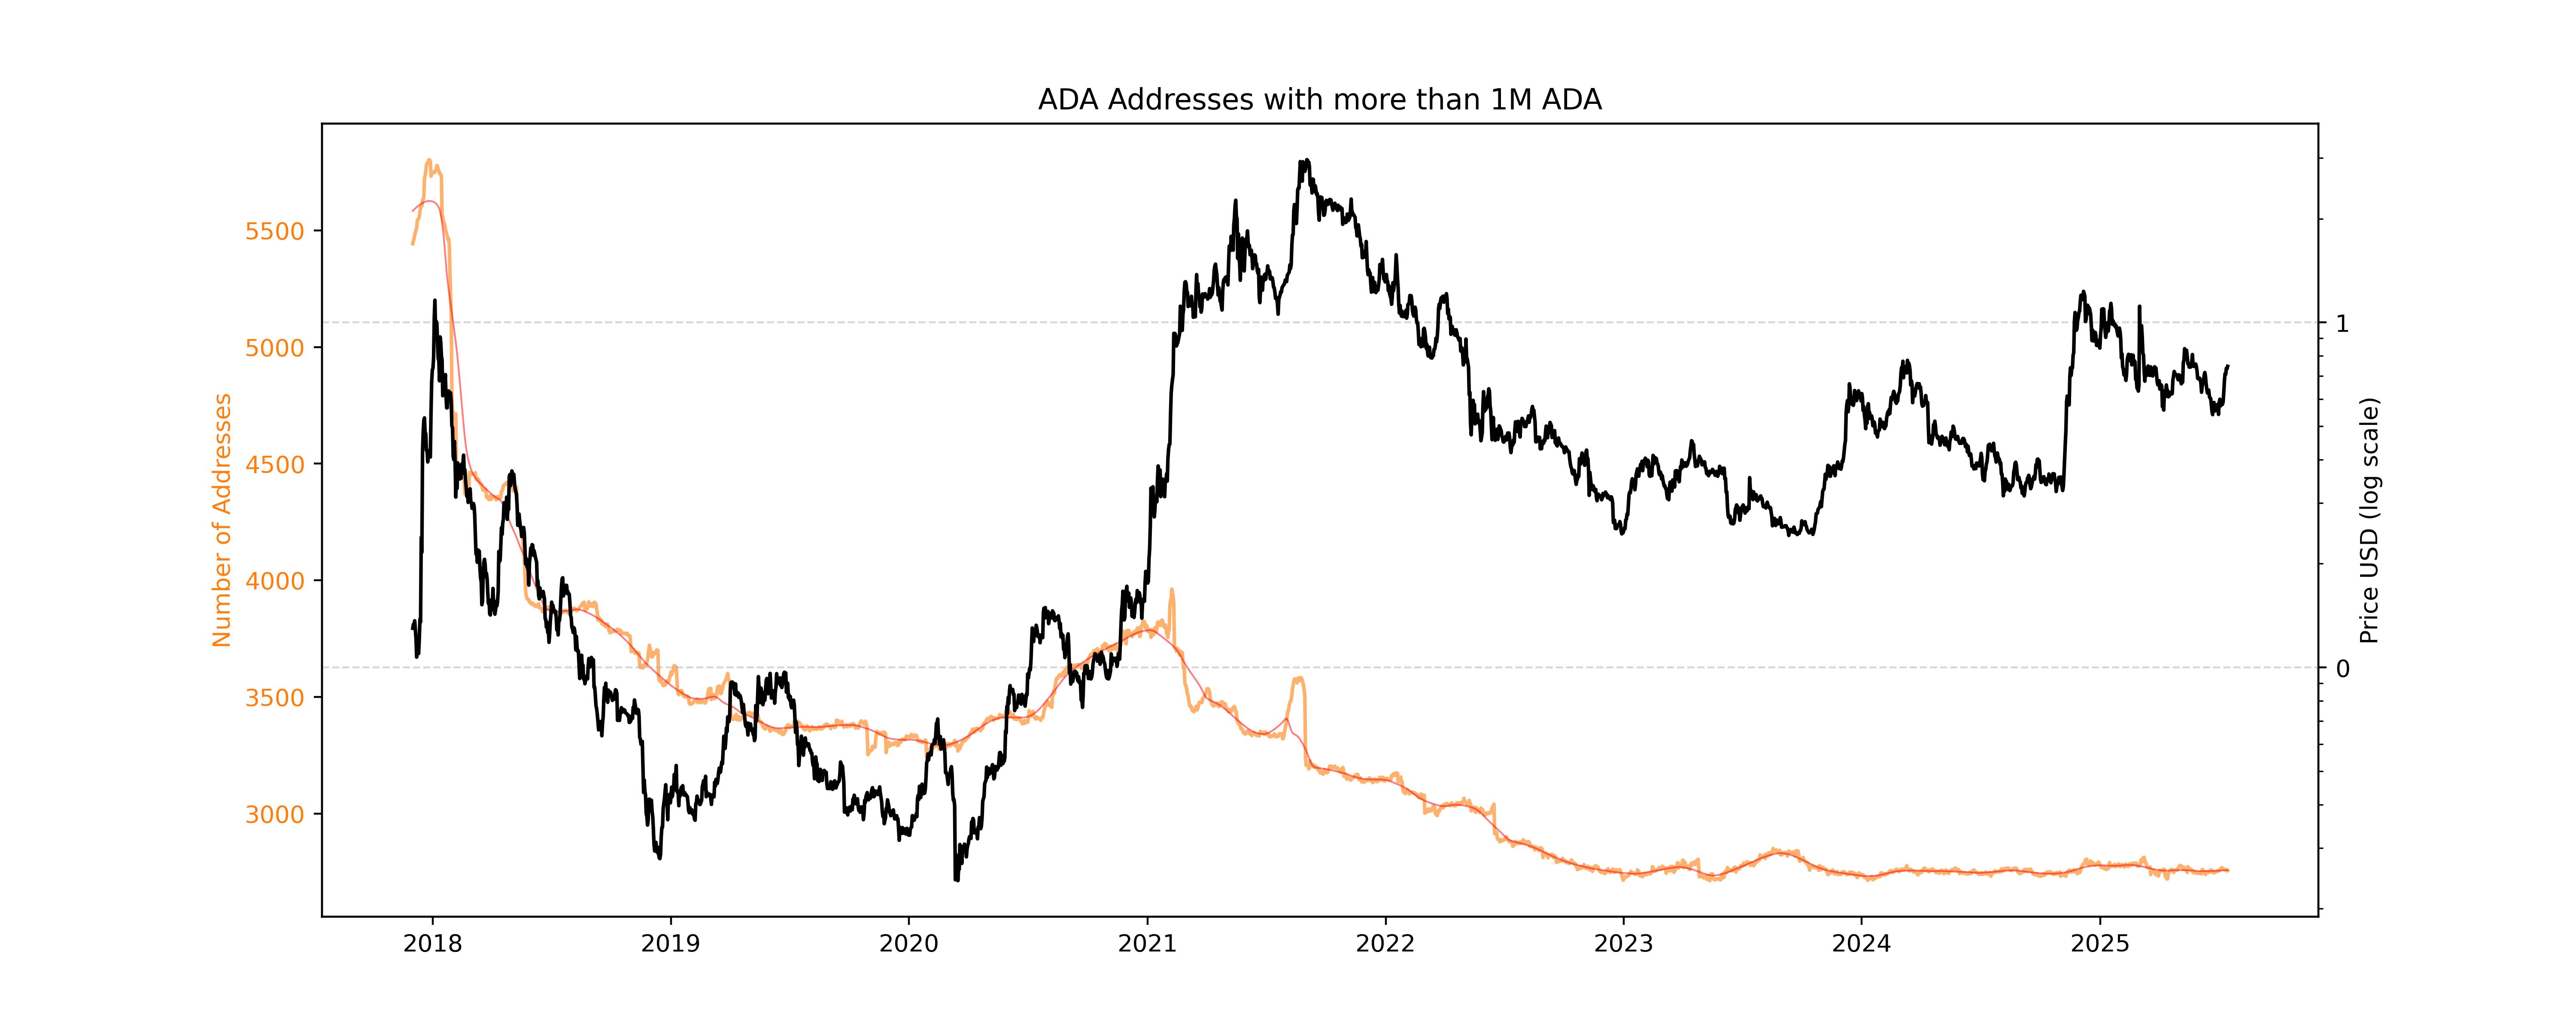 ADA Addresses with more than 1M ADA
Number of Addresses
5500
5000
4500
4000
3500
3000
1
0
Price USD (log scale)
2018 2019 2020 2021 2022 2023 2024 2025